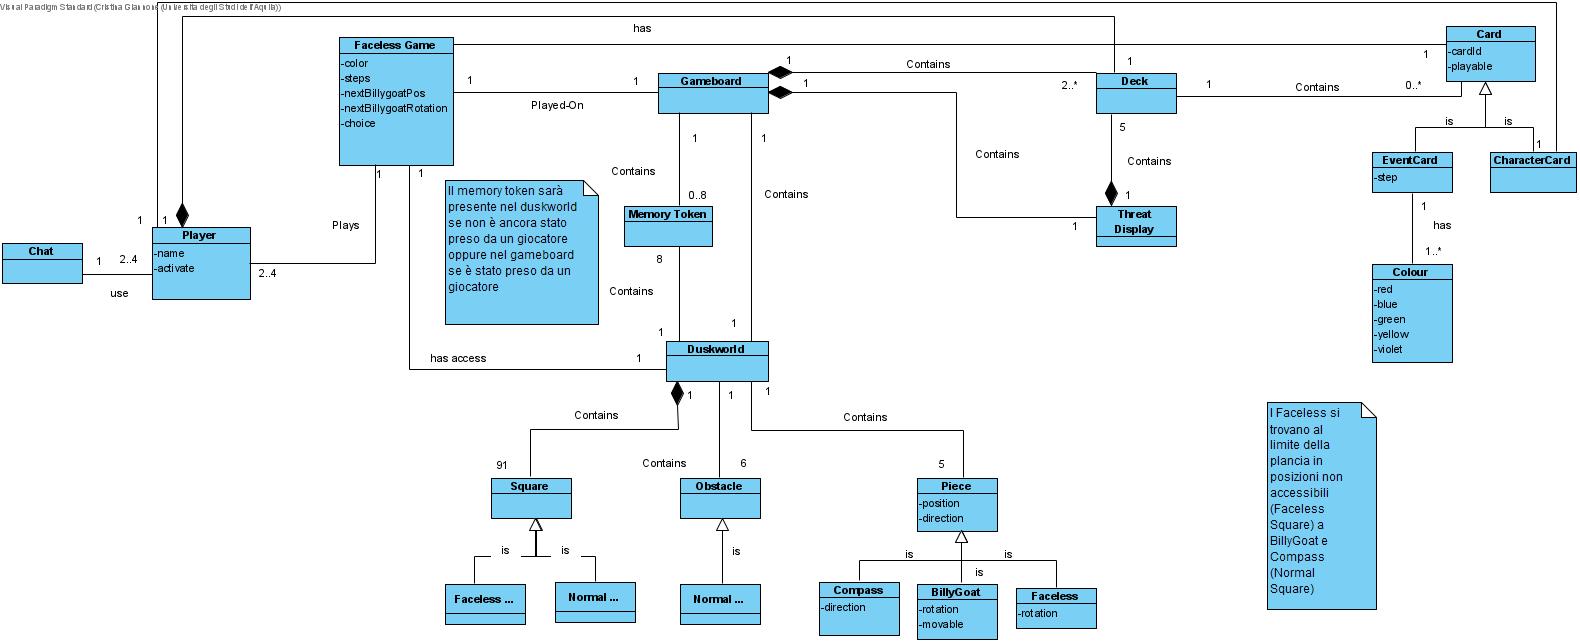 Visual Paradigm Standard (Cristina Giannone (Università degli Studi dell'Aquila))
has
Faceless Game
-color
-steps
-nextBillygoatPos
-nextBillygoatRotation
-choice
1
1
Played-On
Gameboard
1
Contains
2..*
1
1
Deck
1
Contains
0..*
1
Card
-cardId
-playable
is
is
1
EventCard
-step
CharacterCard
1
has
1..*
Colour
-red
-blue
-green
-yellow
-violet
5
Contains
1
Threat
Display
1
Contains
1
Contains
0..8
Memory Token
8
Contains
1
1
Contains
1
Il memory token sarà
presente nel duskworld
se non è ancora stato
preso da un giocatore
oppure nel gameboard
se è stato preso da un
giocatore
1
1
Plays
2..4
1
1
Player
-name
-activate
Chat
1
2..4
use
has access
1
Duskworld
1
1
1
Contains
91
Contains
6
Contains
5
Square
Obstacle
Piece
-position
-direction
is
is
is
is
is
is
Faceless ...
Normal ...
Normal ...
Compass
-direction
BillyGoat
-rotation
-movable
Faceless
-rotation
I Faceless si
trovano al
limite della
plancia in
posizioni non
accessibili
(Faceless
Square) a
BillyGoat e
Compass
(Normal
Square)